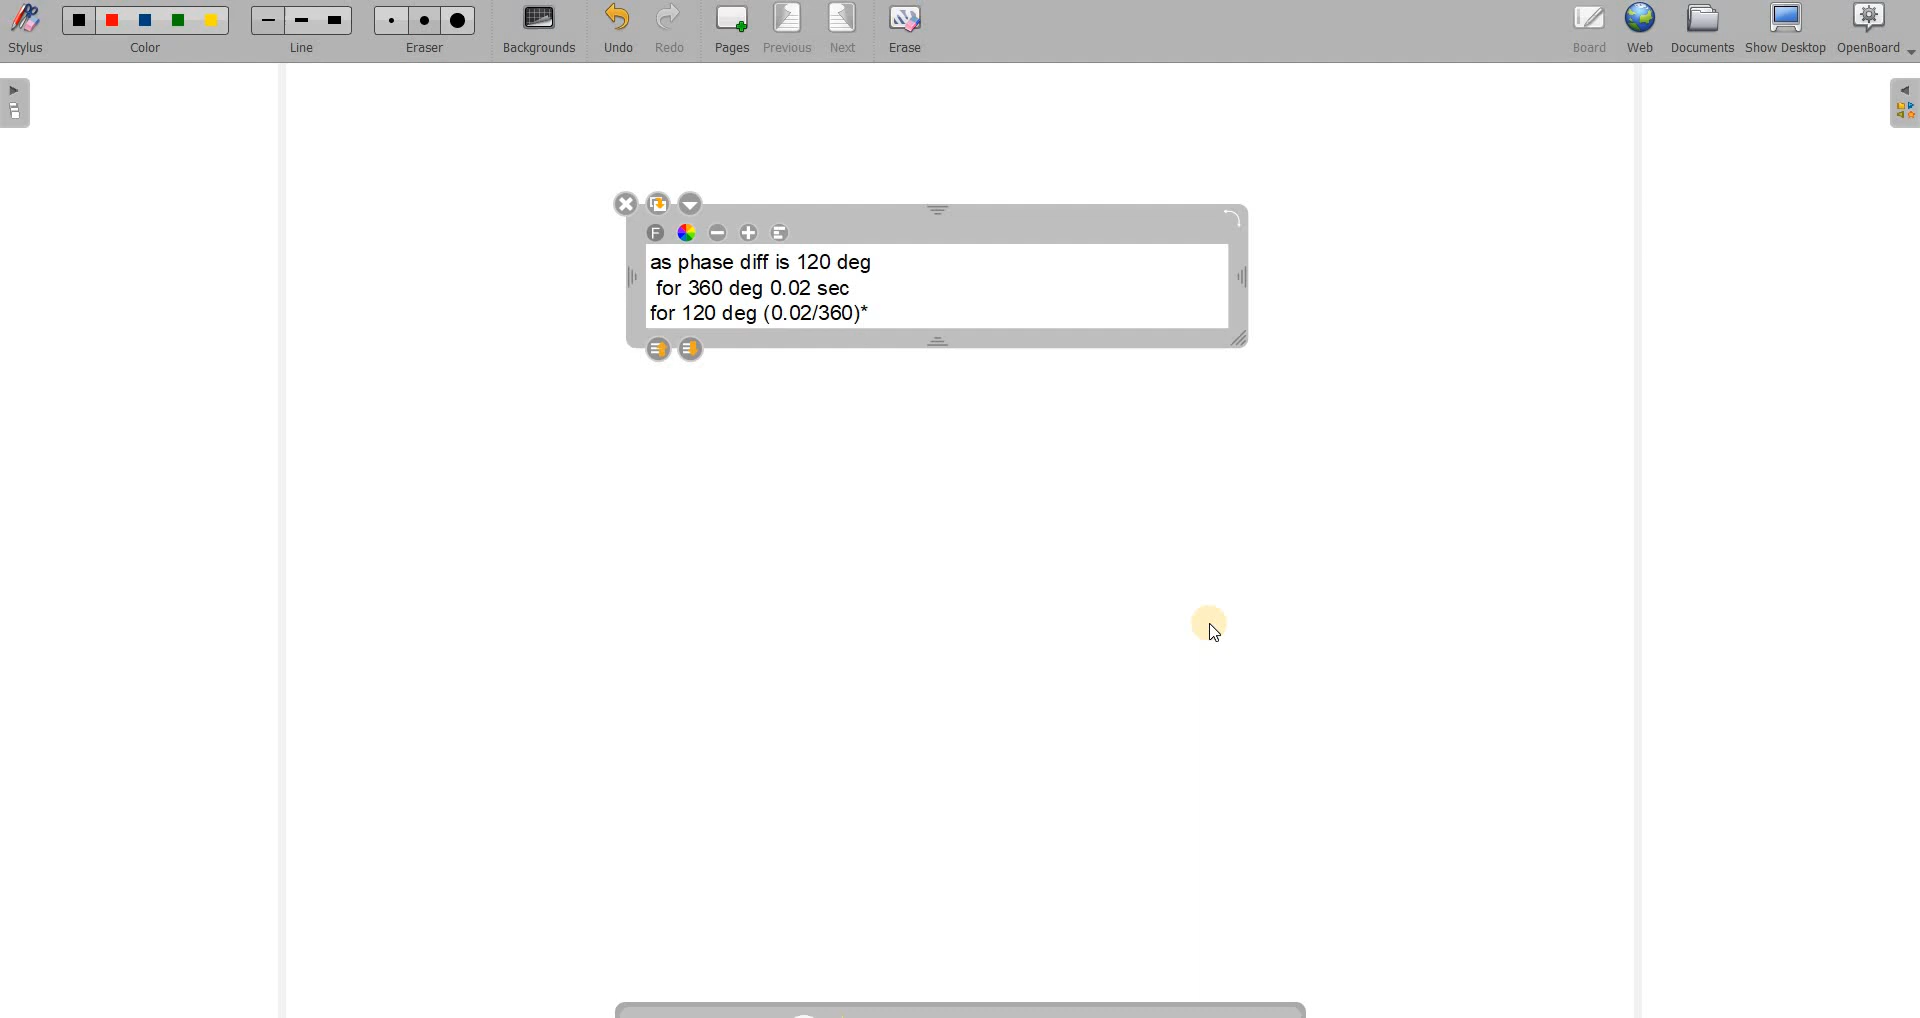 Stylus
Color
Line
Eraser
Backgrounds
Undo
Redo
Pages
Previous
Next
Erase
Board
Web
Documents
Show Desktop
OpenBoard
F
as phase diff is 120 deg
for 360 deg 0.02 sec
for 120 deg (0.02/360)*